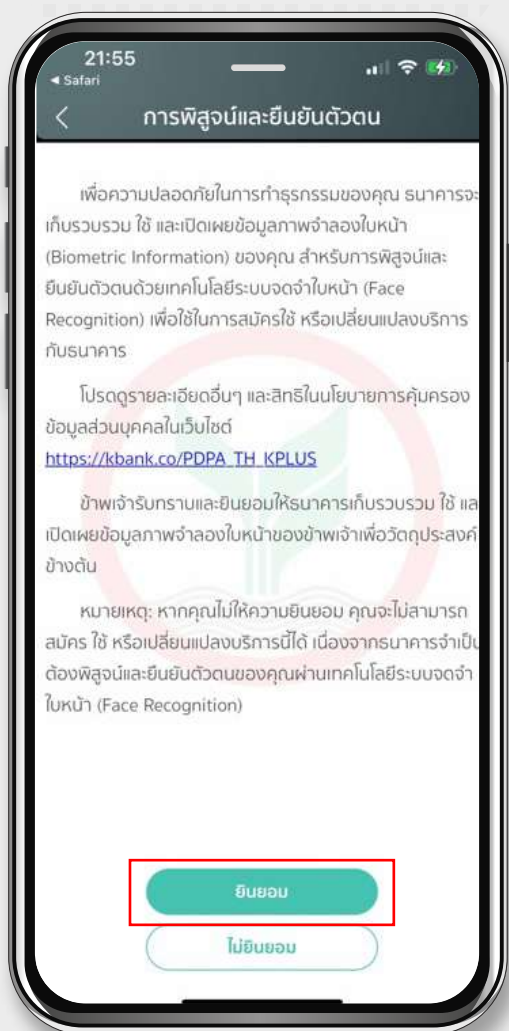 21:55
◄ Safari
การพิสูจน์และยืนยันตัวตน
เพื่อความปลอดภัยในการทำธุรกรรมของคุณ ธนาคารจะ
เก็บรวบรวม ใช้ และเปิดเผยข้อมูลภาพจำลองใบหน้า
(Biometric Information) ของคุณ สำหรับการพิสูจน์และ
ยืนยันตัวตนด้วยเทคโนโลยีระบบจดจำใบหน้า (Face
Recognition) เพื่อใช้ในการสมัครใช้ หรือเปลี่ยนแปลงบริการ
กับธนาคาร
โปรดดูรายละเอียดอื่นๆ และสิทธิในนโยบายการคุ้มครอง
ข้อมูลส่วนบุคคลในเว็บไซต์
https://kbank.co/PDPA_TH_KPLUS
ข้าพเจ้ารับทราบและยินยอมให้ธนาคารเก็บรวบรวม ใช้ แล
เปิดเผยข้อมูลภาพจำลองใบหน้าของข้าพเจ้าเพื่อวัตถุประสงค์
ข้างต้น
หมายเหตุ: หากคุณไม่ให้ความยินยอม คุณจะไม่สามารถ
สมัคร ใช้ หรือเปลี่ยนแปลงบริการนี้ได้ เนื่องจากธนาคารจำเป็น
ต้องพิสูจน์และยืนยันตัวตนของคุณผ่านเทคโนโลยีระบบจดจำ
ใบหน้า (Face Recognition)
ยินยอม
ไม่ยินยอม